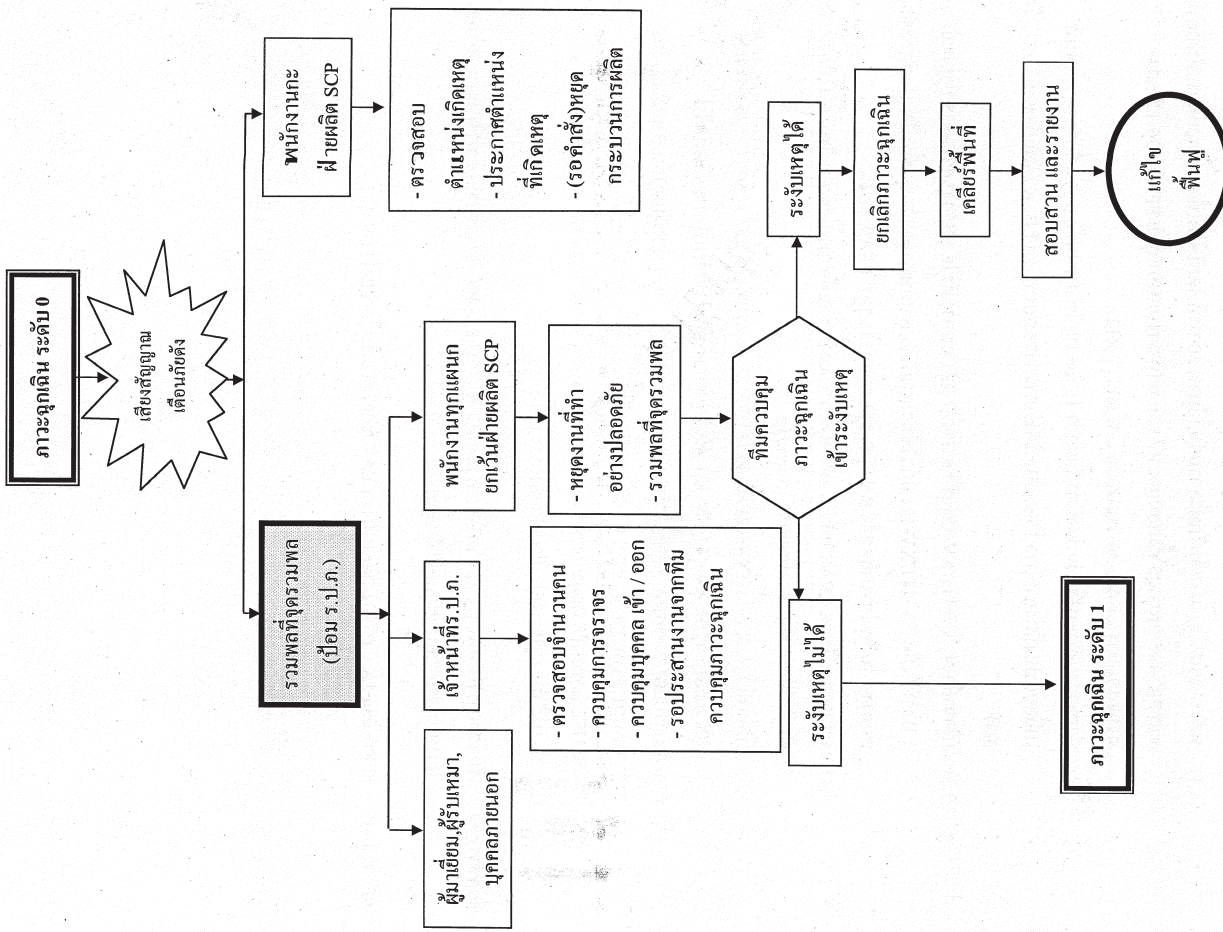 ภาวะฉุกเฉิน ระดับ 0
เสียงสัญญาณ
เตือนภัยดัง
รวมพลที่จุดรวมพล
(ป้อม ร.ป.ภ.)
พนักงานกะ
ฝ่ายผลิต SCP
ผู้มาเยี่ยม,ผู้รับเหมา,
บุคคลภายนอก
เจ้าหน้าที่ร.ป.ภ.
พนักงานทุกแผนก
ยกเว้นฝ่ายผลิต SCP
- ตรวจสอบ
ตำแหน่งเกิดเหตุ
- ประกาศตำแหน่ง
ที่เกิดเหตุ
- (รอคำสั่ง)หยุด
กระบวนการผลิต
- ตรวจสอบจำนวนคน
- ควบคุมการจราจร
- ควบคุมบุคคล เข้า / ออก
- รอประสานงานจากทีม
ควบคุมภาวะฉุกเฉิน
- หยุดงานที่ทำ
อย่างปลอดภัย
- รวมพลที่จุดรวมพล
ทีมควบคุม
ภาวะฉุกเฉิน
เข้าระงับเหตุ
ระงับเหตุไม่ได้
ระงับเหตุได้
ยกเลิกภาวะฉุกเฉิน
เคลียร์พื้นที่
สอบสวน และรายงาน
แก้ไข
ฟื้นฟู
ภาวะฉุกเฉิน ระดับ 1